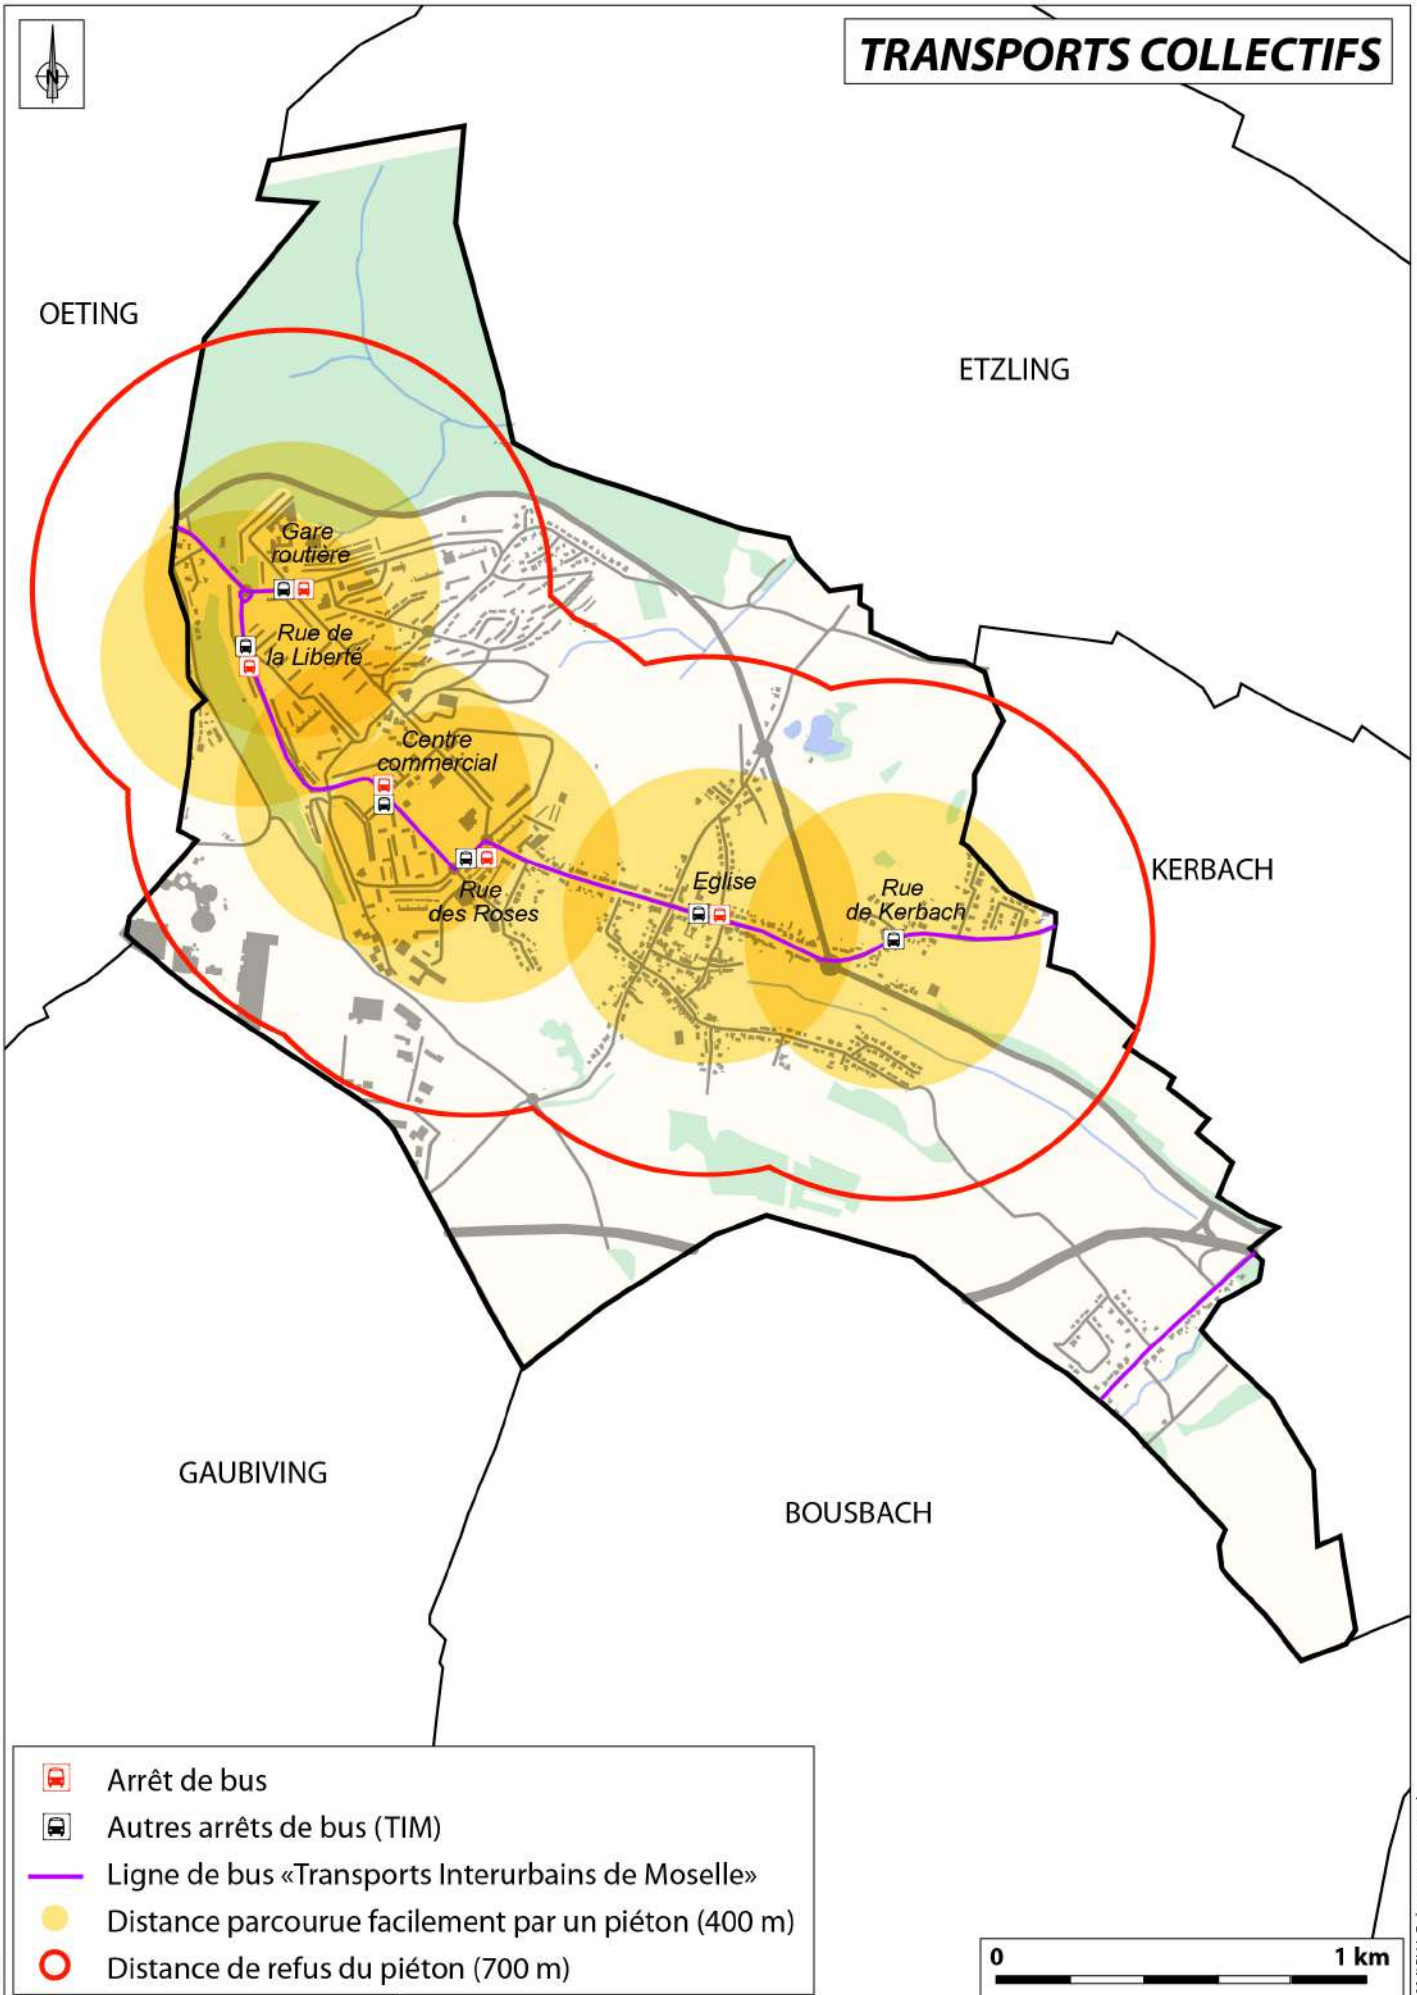 TRANSPORTS COLLECTIFS
N
OETING
ETZLING
Gare
routière
Rue de
la Liberté
Centre
commercial
Rue
des Roses
Eglise
Rue
de Kerbach
KERBACH
GAUBIVING
BOUSBACH
Arrêt de bus
Autres arrêts de bus (TIM)
Ligne de bus «Transports Interurbains de Moselle»
Distance parcourue facilement par un piéton (400 m)
Distance de refus du piéton (700 m)
0 1 km